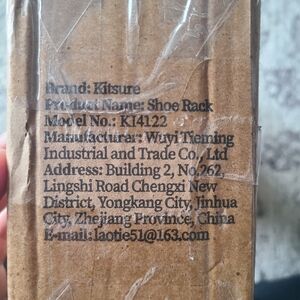 Brand: Kitsure
Product Name: Shoe Rack
Model No.: KI4122
Manufacturer: Wuyi Tieming
Industrial and Trade Co., Ltd
Address: Building 2, No.262,
Lingshi Road Chengxi New
District, Yongkang City, Jinhua
City, Zhejiang Province, China
E-mail: laotie51@163.com